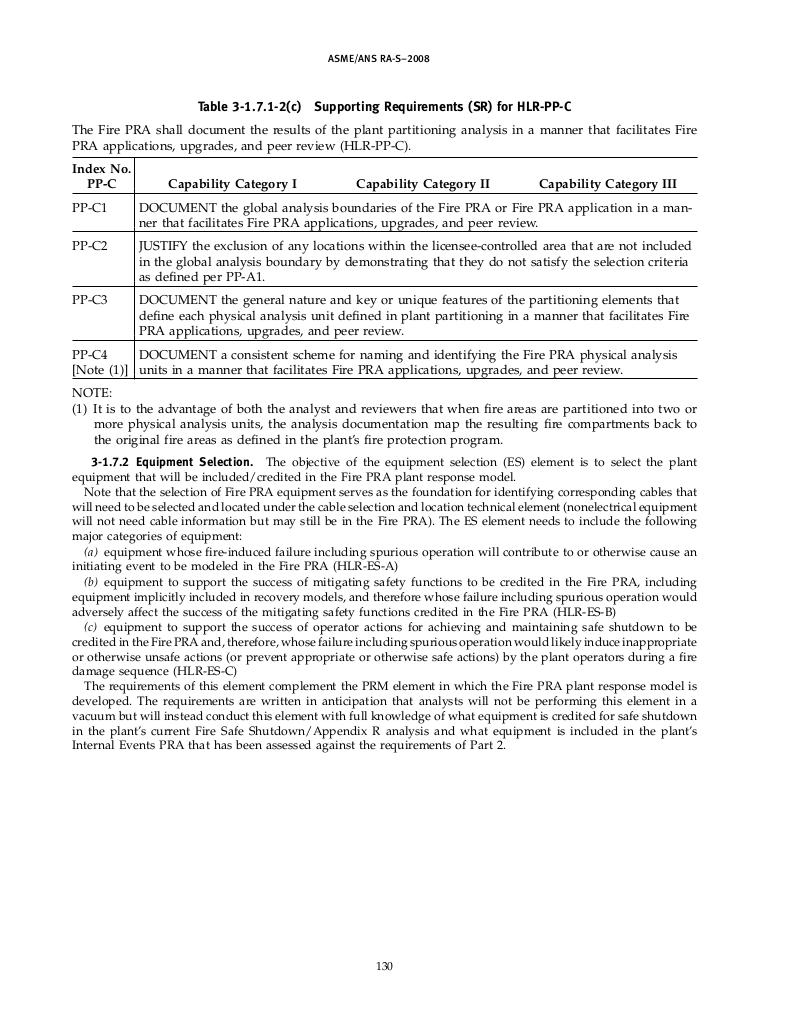 ASME/ANS RA-S–2008
Table 3-1.7.1-2(c) Supporting Requirements (SR) for HLR-PP-C
The Fire PRA shall document the results of the plant partitioning analysis in a manner that facilitates Fire
PRA applications, upgrades, and peer review (HLR-PP-C).
Index No.
PP-C Capability Category I Capability Category II Capability Category III
PP-C1 DOCUMENT the global analysis boundaries of the Fire PRA or Fire PRA application in a man-
ner that facilitates Fire PRA applications, upgrades, and peer review.
PP-C2 JUSTIFY the exclusion of any locations within the licensee-controlled area that are not included
in the global analysis boundary by demonstrating that they do not satisfy the selection criteria
as defined per PP-A1.
PP-C3 DOCUMENT the general nature and key or unique features of the partitioning elements that
define each physical analysis unit defined in plant partitioning in a manner that facilitates Fire
PRA applications, upgrades, and peer review.
PP-C4 DOCUMENT a consistent scheme for naming and identifying the Fire PRA physical analysis
[Note (1)] units in a manner that facilitates Fire PRA applications, upgrades, and peer review.
NOTE:
(1) It is to the advantage of both the analyst and reviewers that when fire areas are partitioned into two or
more physical analysis units, the analysis documentation map the resulting fire compartments back to
the original fire areas as defined in the plant's fire protection program.
3-1.7.2 Equipment Selection. The objective of the equipment selection (ES) element is to select the plant
equipment that will be included/credited in the Fire PRA plant response model.
Note that the selection of Fire PRA equipment serves as the foundation for identifying corresponding cables that
will need to be selected and located under the cable selection and location technical element (nonelectrical equipment
will not need cable information but may still be in the Fire PRA). The ES element needs to include the following
major categories of equipment:
(a) equipment whose fire-induced failure including spurious operation will contribute to or otherwise cause an
initiating event to be modeled in the Fire PRA (HLR-ES-A)
(b) equipment to support the success of mitigating safety functions to be credited in the Fire PRA, including
equipment implicitly included in recovery models, and therefore whose failure including spurious operation would
adversely affect the success of the mitigating safety functions credited in the Fire PRA (HLR-ES-B)
(c) equipment to support the success of operator actions for achieving and maintaining safe shutdown to be
credited in the Fire PRA and, therefore, whose failure including spurious operation would likely induce inappropriate
or otherwise unsafe actions (or prevent appropriate or otherwise safe actions) by the plant operators during a fire
damage sequence (HLR-ES-C)
The requirements of this element complement the PRM element in which the Fire PRA plant response model is
developed. The requirements are written in anticipation that analysts will not be performing this element in a
vacuum but will instead conduct this element with full knowledge of what equipment is credited for safe shutdown
in the plant's current Fire Safe Shutdown/Appendix R analysis and what equipment is included in the plant's
Internal Events PRA that has been assessed against the requirements of Part 2.
130